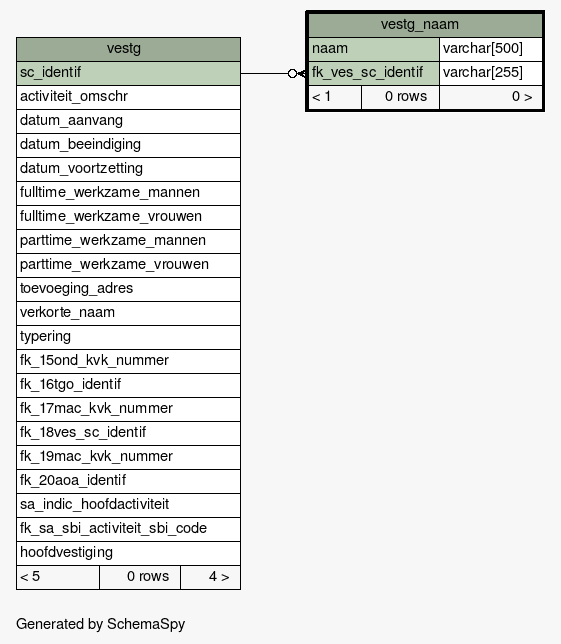 vestg
sc_identif
activiteit_omschr
datum_aanvang
datum_beeindiging
datum_voortzetting
fulltime_werkzame_mannen
fulltime_werkzame_vrouwen
parttime_werkzame_mannen
parttime_werkzame_vrouwen
toevoeging_adres
verkorte_naam
typering
fk_15ond_kvk_nummer
fk_16tgo_identif
fk_17mac_kvk_nummer
fk_18ves_sc_identif
fk_19mac_kvk_nummer
fk_20aoa_identif
sa_indic_hoofdactiviteit
fk_sa_sbi_activiteit_sbi_code
hoofdvestiging
< 5 0 rows 4 >
vestg_naam
naam varchar[500]
fk_ves_sc_identif varchar[255]
< 1 0 rows 0 >
Generated by SchemaSpy